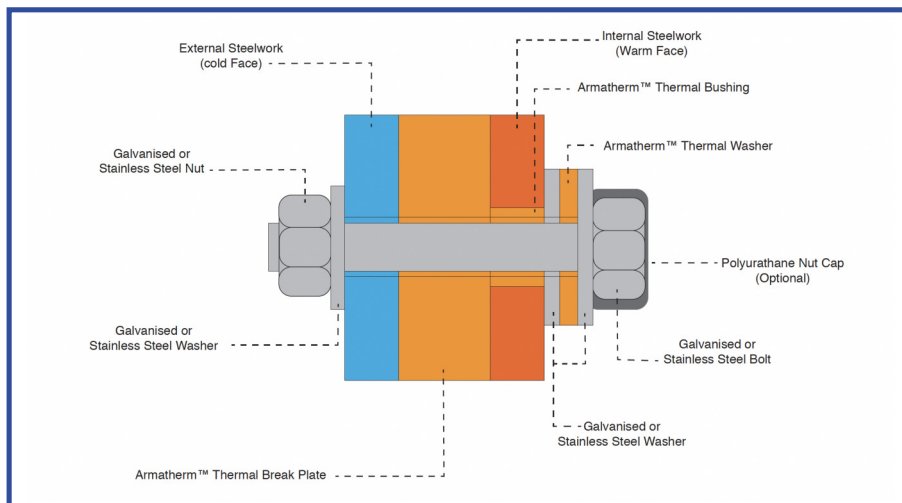 External Steelwork
(cold Face)
Internal Steelwork
(Warm Face)
Armatherm™ Thermal Bushing
Galvanised or
Stainless Steel Nut
Armatherm™ Thermal Washer
Polyurathane Nut Cap
(Optional)
Galvanised or
Stainless Steel Washer
Galvanised or
Stainless Steel Bolt
Galvanised or
Stainless Steel Washer
Armatherm™ Thermal Break Plate